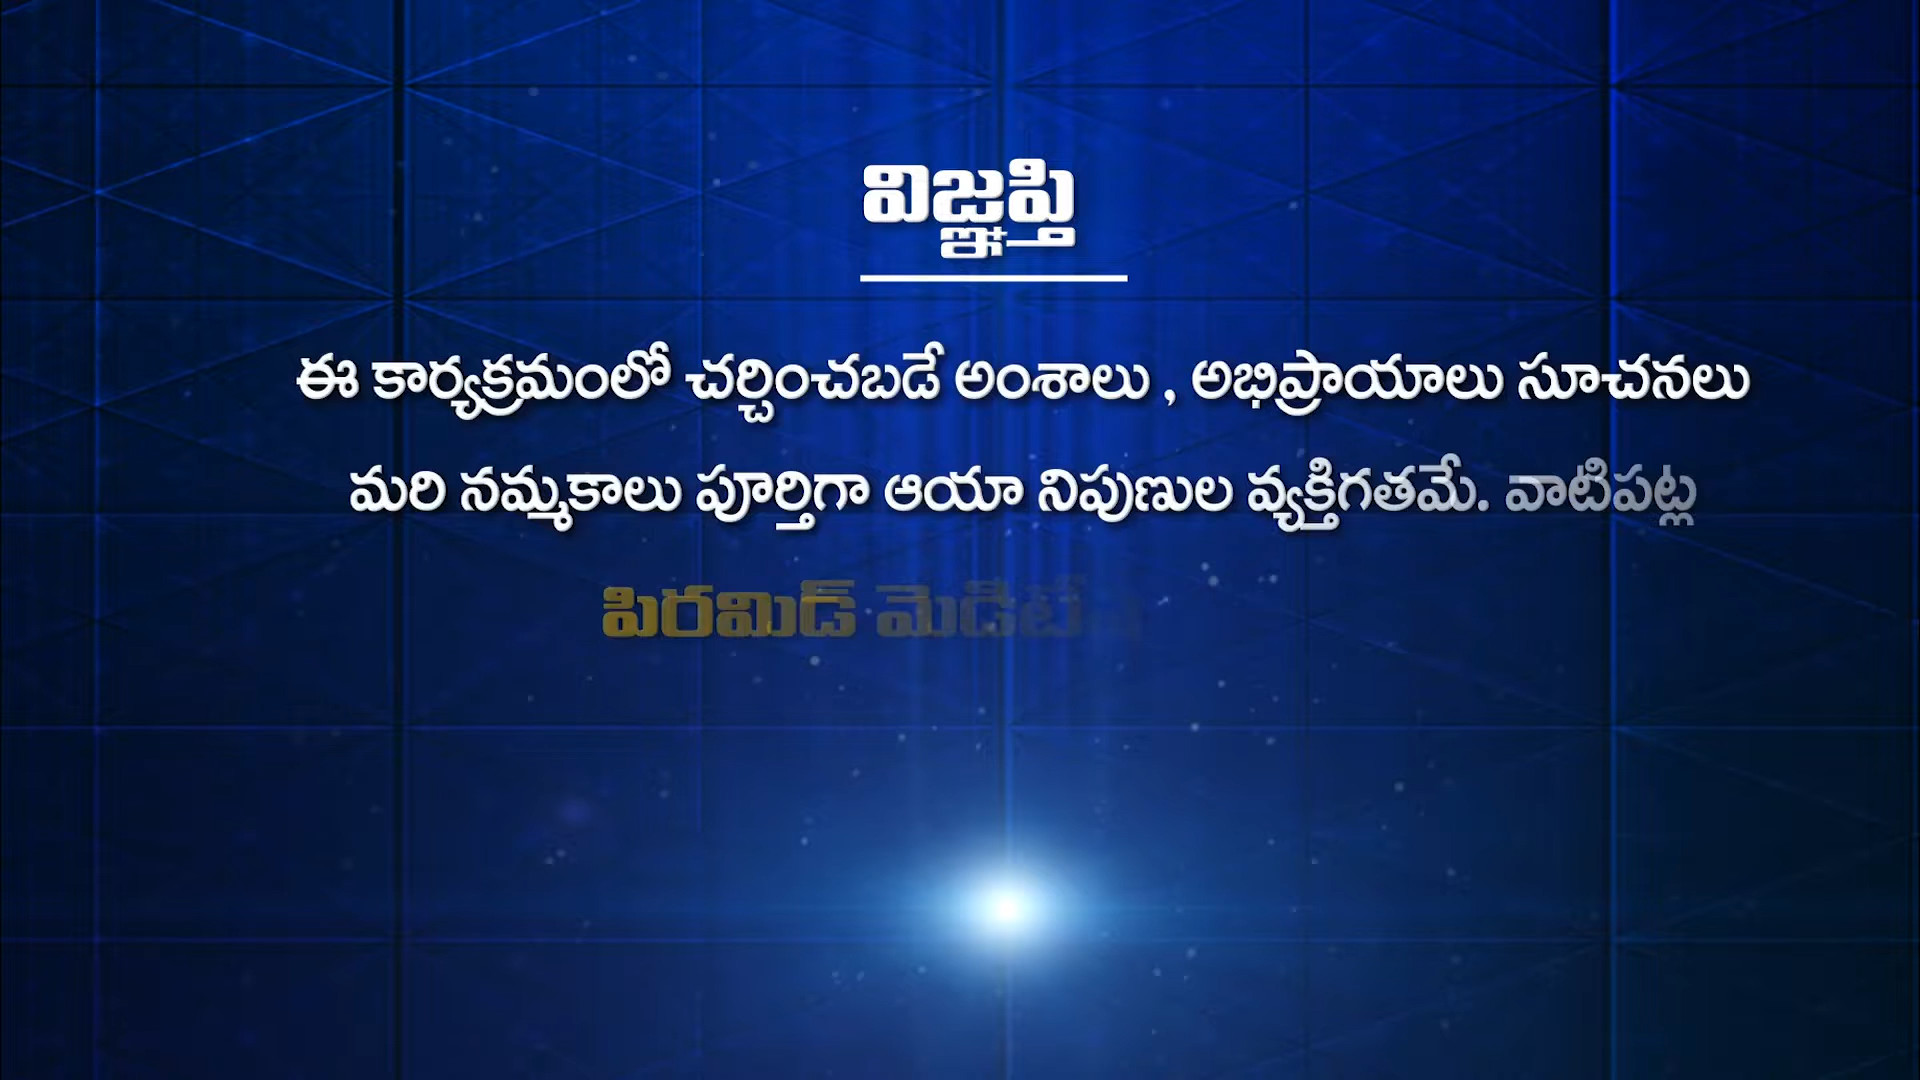 విజ్ఞప్తి
ఈ కార్యక్రమంలో చర్చించబడే అంశాలు , అభిప్రాయాలు సూచనలు
మరి నమ్మకాలు పూర్తిగా ఆయా నిపుణుల వ్యక్తిగతమే. వాటిపట్ల
పిరమిడ్